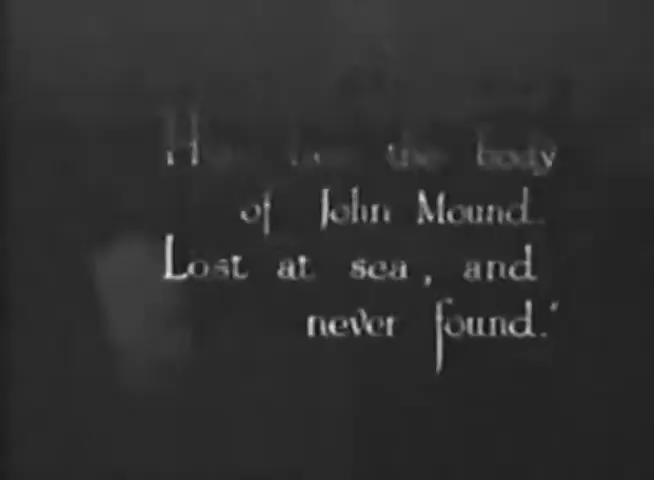 the body
of John Mound.
Lost at sea, and
never found.'